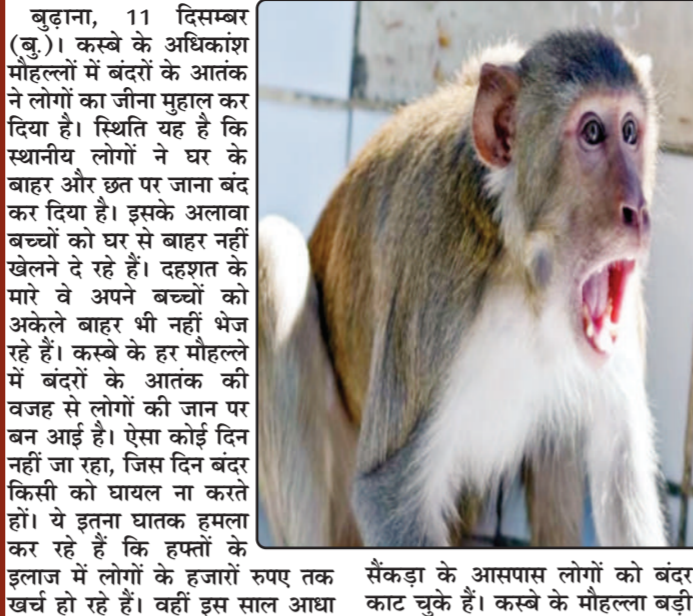 बुढ़ाना, 11 दिसम्बर
(बु.)। कस्बे के अधिकांश
मौहल्लों में बंदरों के आतंक
ने लोगों का जीना मुहाल कर
दिया है। स्थिति यह है कि
स्थानीय लोगों ने घर के
बाहर और छत पर जाना बंद
कर दिया है। इसके अलावा
बच्चों को घर से बाहर नहीं
खेलने दे रहे हैं। दहशत के
मारे वे अपने बच्चों को
अकेले बाहर भी नहीं भेज
रहे हैं। कस्बे के हर मौहल्ले
में बंदरों के आतंक की
वजह से लोगों की जान पर
बन आई है। ऐसा कोई दिन
नहीं जा रहा, जिस दिन बंदर
किसी को घायल ना करते
हों। ये इतना घातक हमला
कर रहे हैं कि हफ्तों के
इलाज में लोगों के हजारों रुपए तक
खर्च हो रहे हैं। वहीं इस साल आधा
सैंकड़ा के आसपास लोगों को बंदर
काट चुके हैं। कस्बे के मौहल्ला बड़ी